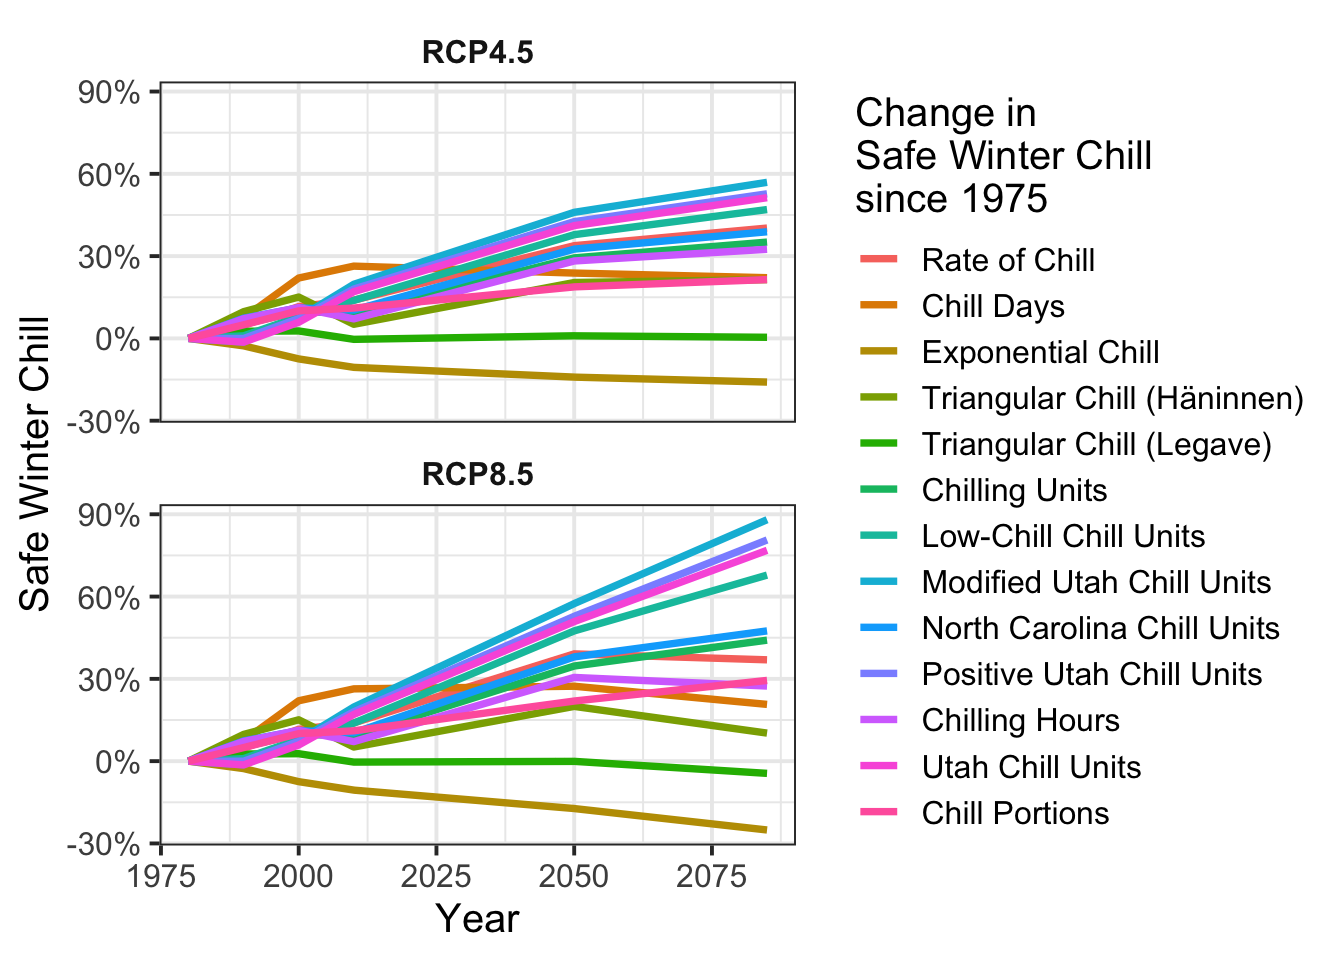 RCP4.5
90%
60%
30%
0%
-30%
RCP8.5
90%
60%
30%
0%
-30%
1975 2000 2025 2050 2075
Year
Safe Winter Chill
Change in
Safe Winter Chill
since 1975
Rate of Chill
Chill Days
Exponential Chill
Triangular Chill (Häninnen)
Triangular Chill (Legave)
Chilling Units
Low-Chill Chill Units
Modified Utah Chill Units
North Carolina Chill Units
Positive Utah Chill Units
Chilling Hours
Utah Chill Units
Chill Portions